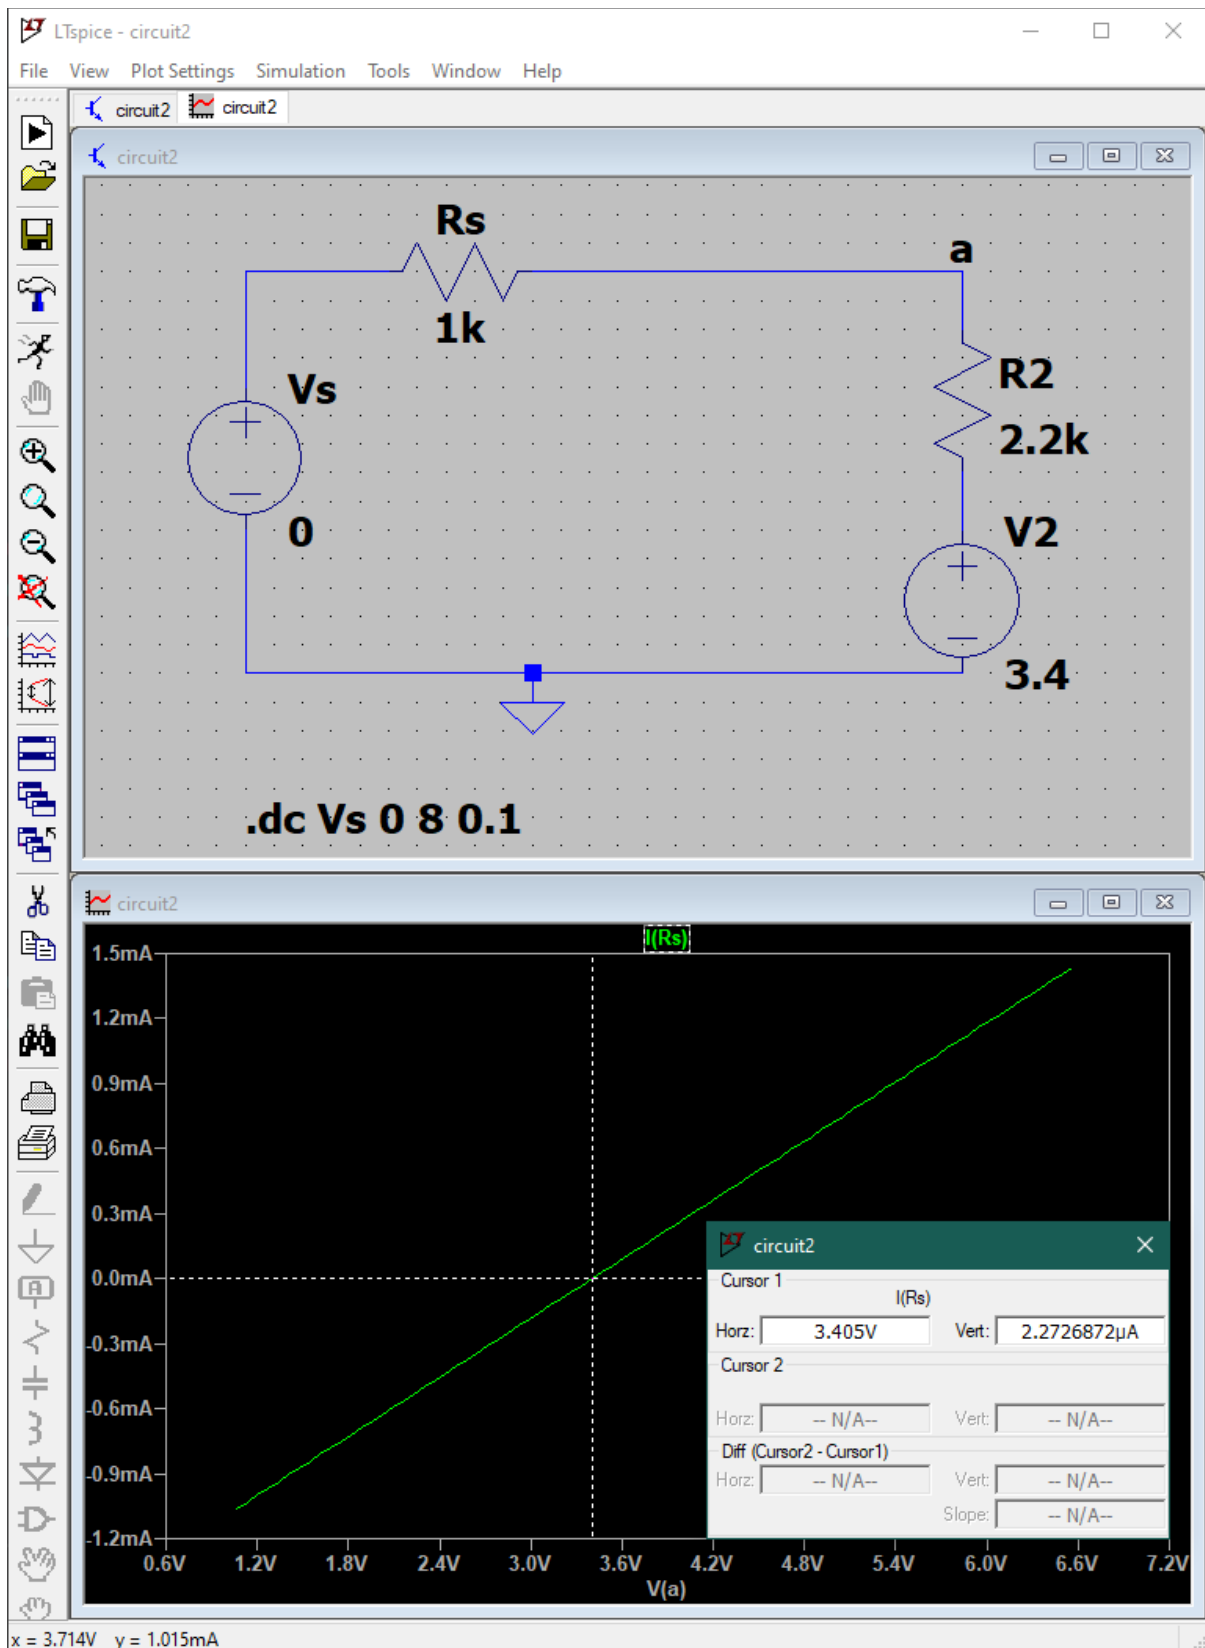 LTspice - circuit2
File View Plot Settings Simulation Tools Window Help
circuit2 circuit2
circuit2
Rs
1k
a
Vs
0
R2
2.2k
V2
3.4
.dc Vs 0 8 0.1
circuit2
I(Rs)
1.5mA
1.2mA
0.9mA
0.6mA
0.3mA
0.0mA
-0.3mA
-0.6mA
-0.9mA
-1.2mA
0.6V 1.2V 1.8V 2.4V 3.0V 3.6V 4.2V 4.8V 5.4V 6.0V 6.6V 7.2V
V(a)
circuit2
Cursor 1
I(Rs)
Horz: 3.405V Vert: 2.2726872µA
Cursor 2
Horz: -- N/A-- Vert: -- N/A--
Diff (Cursor2 - Cursor1)
Horz: -- N/A-- Vert: -- N/A--
Slope: -- N/A--
x = 3.714V y = 1.015mA